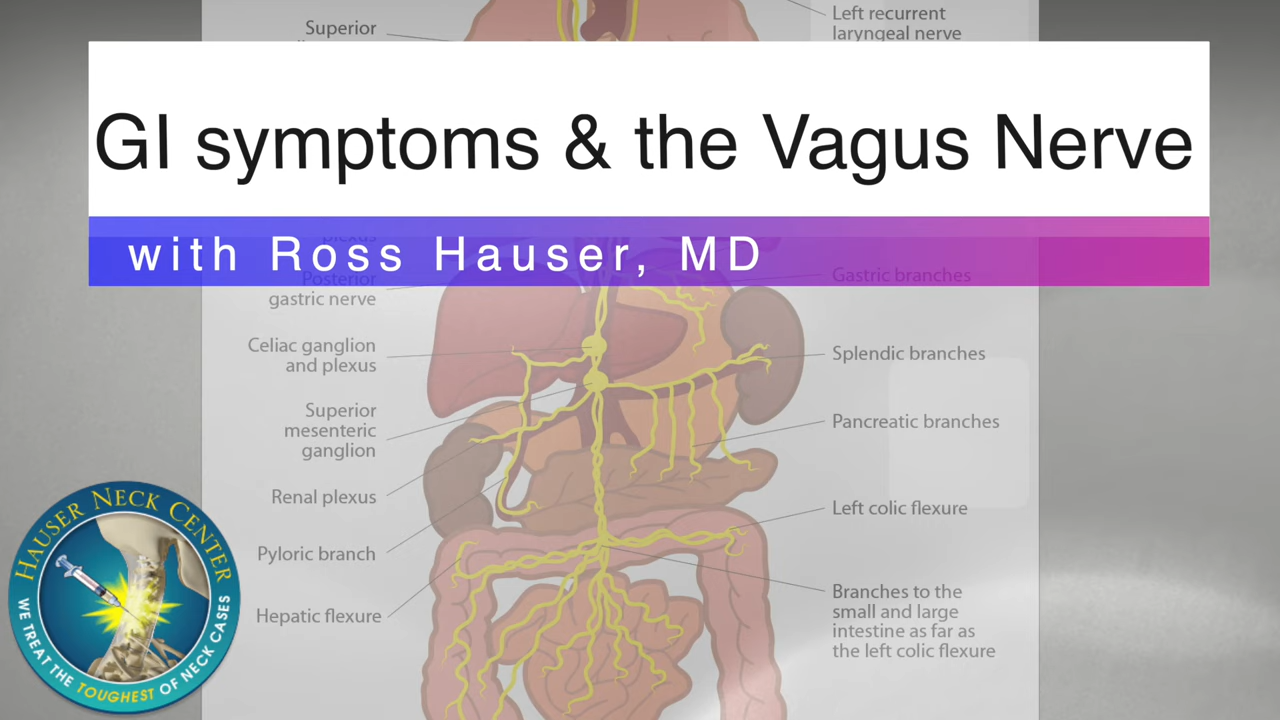 Superior
Left recurrent
laryngeal nerve
GI symptoms & the Vagus Nerve
with Ross Hauser, MD
plexus
Posterior
gastric nerve
Gastric branches
Celiac ganglion
and plexus
Splendic branches
Superior
mesenteric
ganglion
Pancreatic branches
Renal plexus
Left colic flexure
Pyloric branch
Hepatic flexure
Branches to the
small and large
intestine as far as
the left colic flexure
HAUSER NECK CENTER
WE TREAT THE TOUGHEST OF NECK CASES